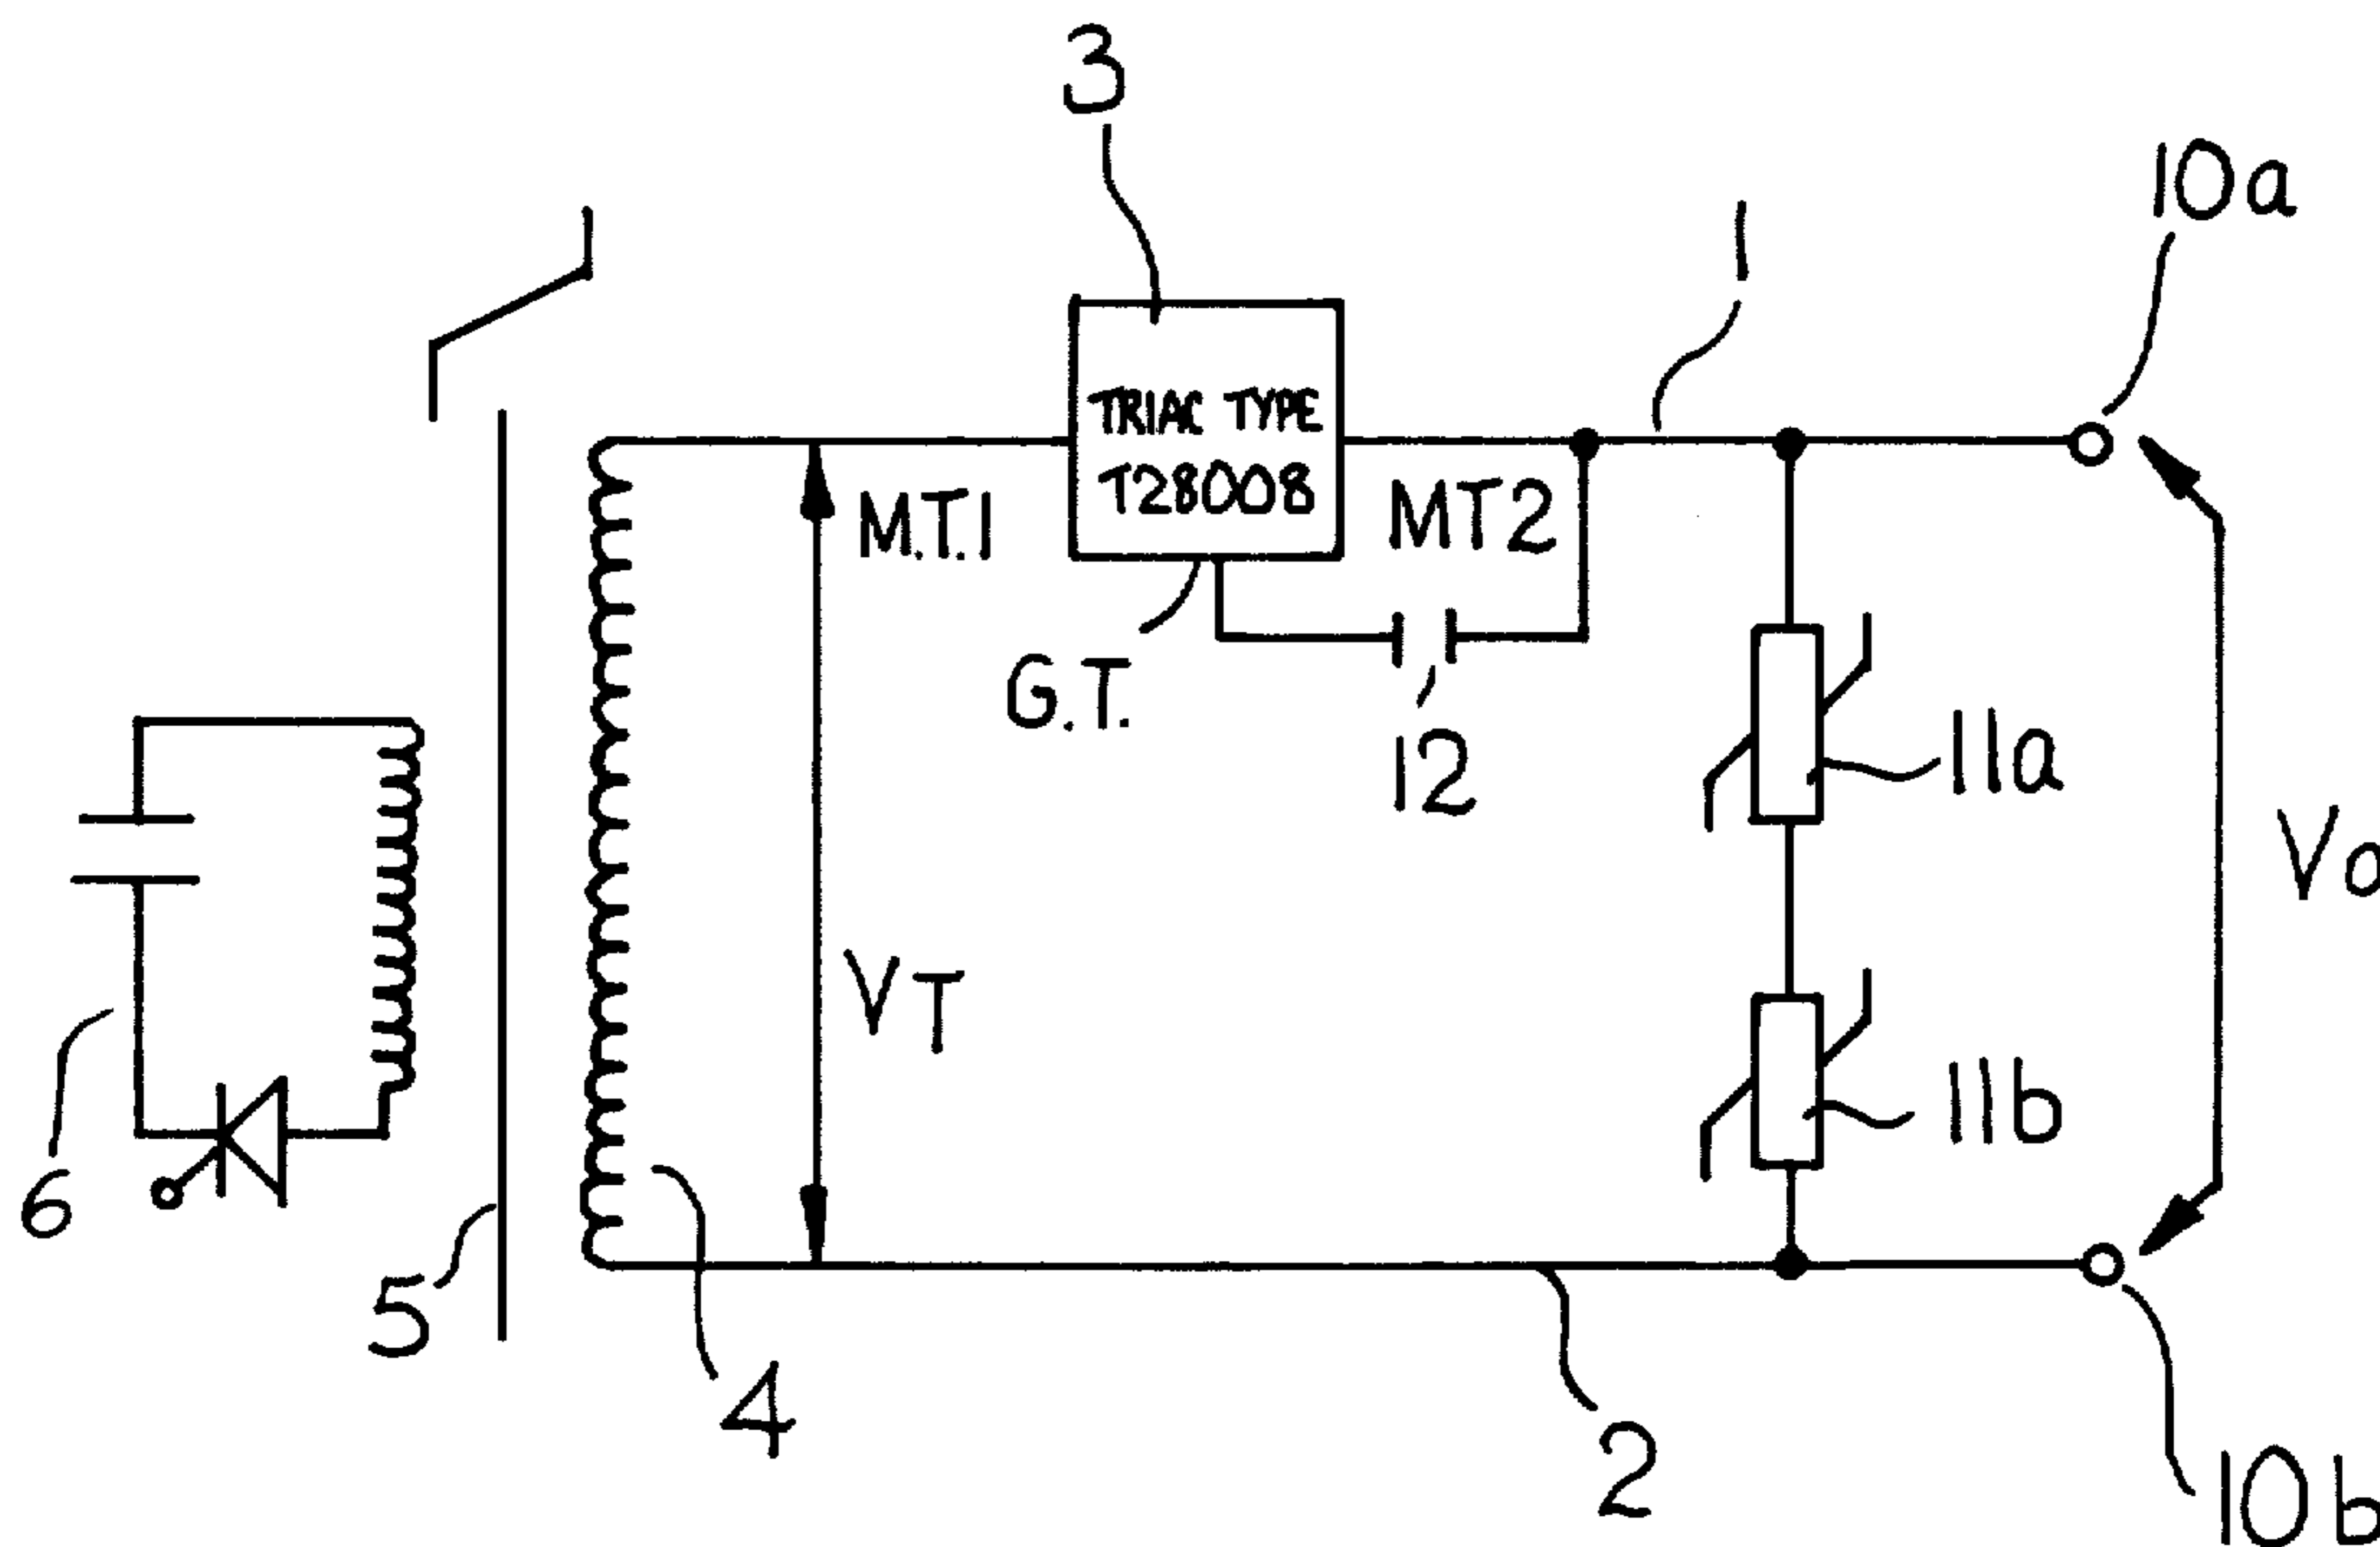 3
10a
1
TRIAC TYPE
T28008
M.T.1
MT2
G.T.
12
11a
Vo
VT
11b
6
5
4
2
10b